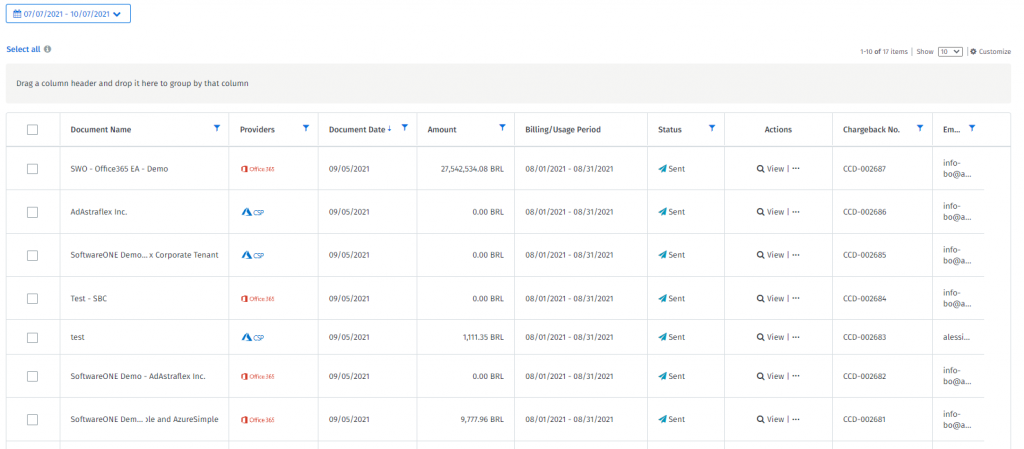 07/07/2021 - 10/07/2021
Select all
1-10 of 17 items Show 10 Customize
Drag a column header and drop it here to group by that column
Document Name Providers Document Date Amount Billing/Usage Period Status Actions Chargeback No. Em...
SWO - Office365 EA - Demo Office 365 09/05/2021 27,542,534.08 BRL 08/01/2021 - 08/31/2021 Sent View | ··· CCD-002687 info-
bo@a...
AdAstraflex Inc. CSP 09/05/2021 0.00 BRL 08/01/2021 - 08/31/2021 Sent View | ··· CCD-002686 info-
bo@a...
SoftwareONE Demo... x Corporate Tenant CSP 09/05/2021 0.00 BRL 08/01/2021 - 08/31/2021 Sent View | ··· CCD-002685 info-
bo@a...
Test - SBC Office 365 09/05/2021 0.00 BRL 08/01/2021 - 08/31/2021 Sent View | ··· CCD-002684 info-
bo@a...
test CSP 09/05/2021 1,111.35 BRL 08/01/2021 - 08/31/2021 Sent View | ··· CCD-002683 alessi...
SoftwareONE Demo - AdAstraflex Inc. Office 365 09/05/2021 0.00 BRL 08/01/2021 - 08/31/2021 Sent View | ··· CCD-002682 info-
bo@a...
SoftwareONE Dem... ple and AzureSimple Office 365 09/05/2021 9,777.96 BRL 08/01/2021 - 08/31/2021 Sent View | ··· CCD-002681 info-
bo@a...